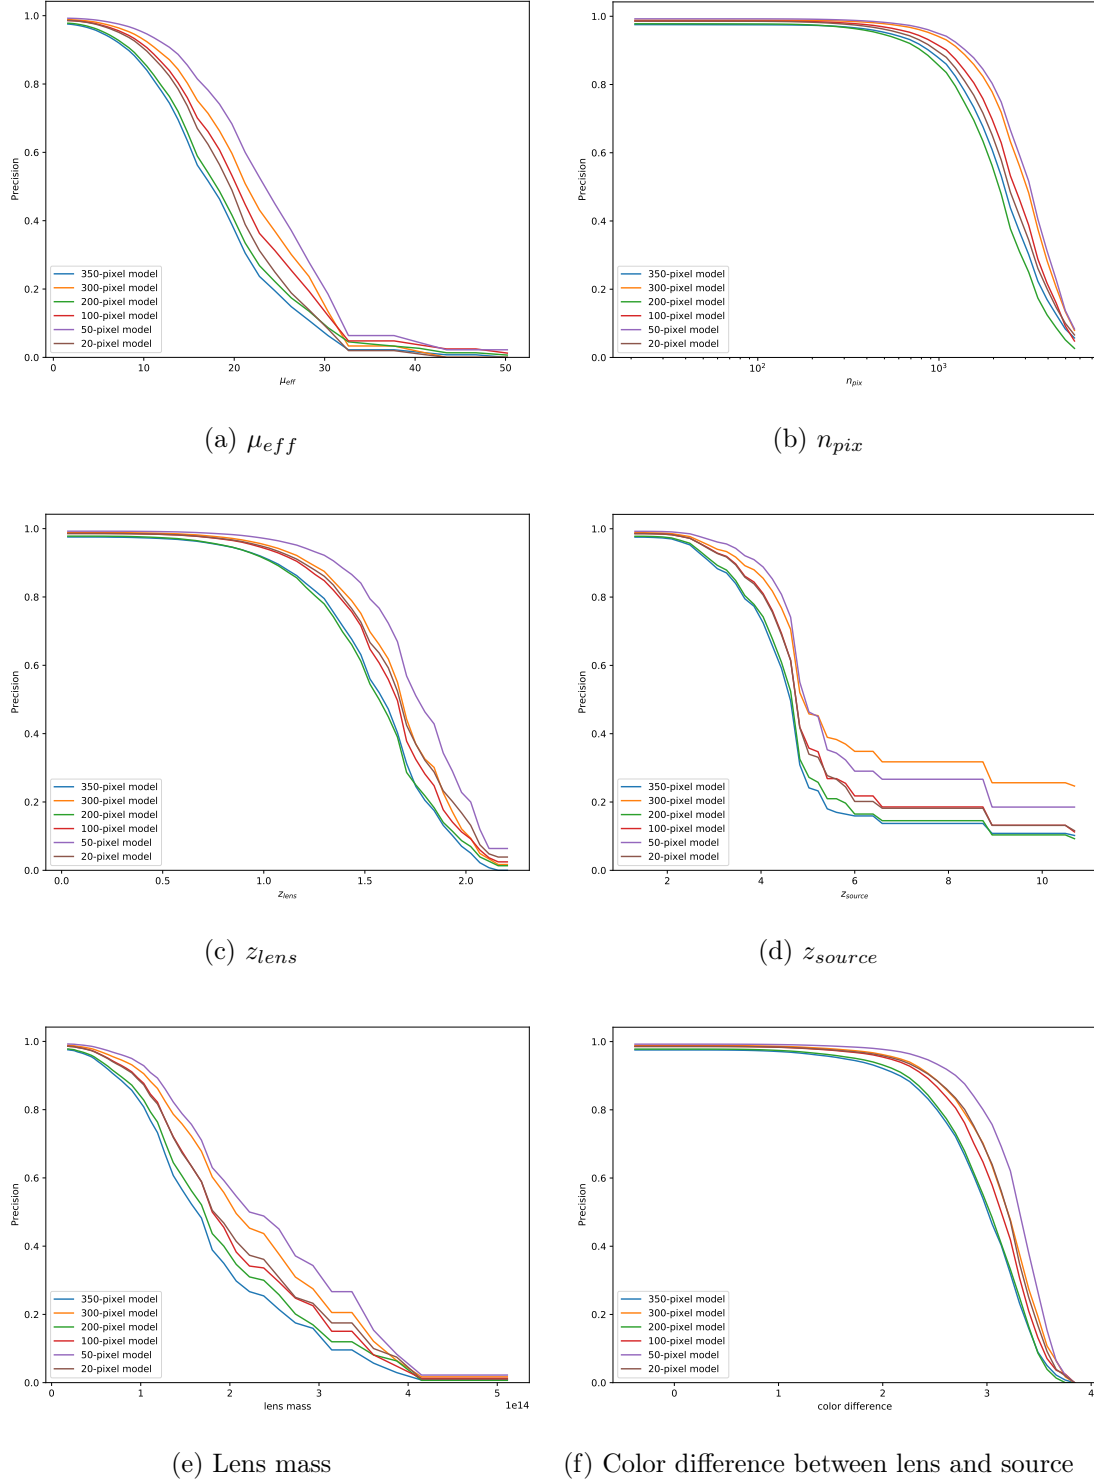 1.0
0.8
0.6
0.4
0.2
0.0
Precision
350-pixel model
300-pixel model
200-pixel model
100-pixel model
50-pixel model
20-pixel model
0 10 20 30 40 50
μeff
(a) μeff
1.0
0.8
0.6
0.4
0.2
0.0
Precision
350-pixel model
300-pixel model
200-pixel model
100-pixel model
50-pixel model
20-pixel model
10² 10³
npix
(b) npix
1.0
0.8
0.6
0.4
0.2
0.0
Precision
350-pixel model
300-pixel model
200-pixel model
100-pixel model
50-pixel model
20-pixel model
0.0 0.5 1.0 1.5 2.0
zlens
(c) zlens
1.0
0.8
0.6
0.4
0.2
0.0
Precision
350-pixel model
300-pixel model
200-pixel model
100-pixel model
50-pixel model
20-pixel model
2 4 6 8 10
zsource
(d) zsource
1.0
0.8
0.6
0.4
0.2
0.0
Precision
350-pixel model
300-pixel model
200-pixel model
100-pixel model
50-pixel model
20-pixel model
0 1 2 3 4 5
lens mass 1e14
(e) Lens mass
1.0
0.8
0.6
0.4
0.2
0.0
Precision
350-pixel model
300-pixel model
200-pixel model
100-pixel model
50-pixel model
20-pixel model
0 1 2 3 4
color difference
(f) Color difference between lens and source